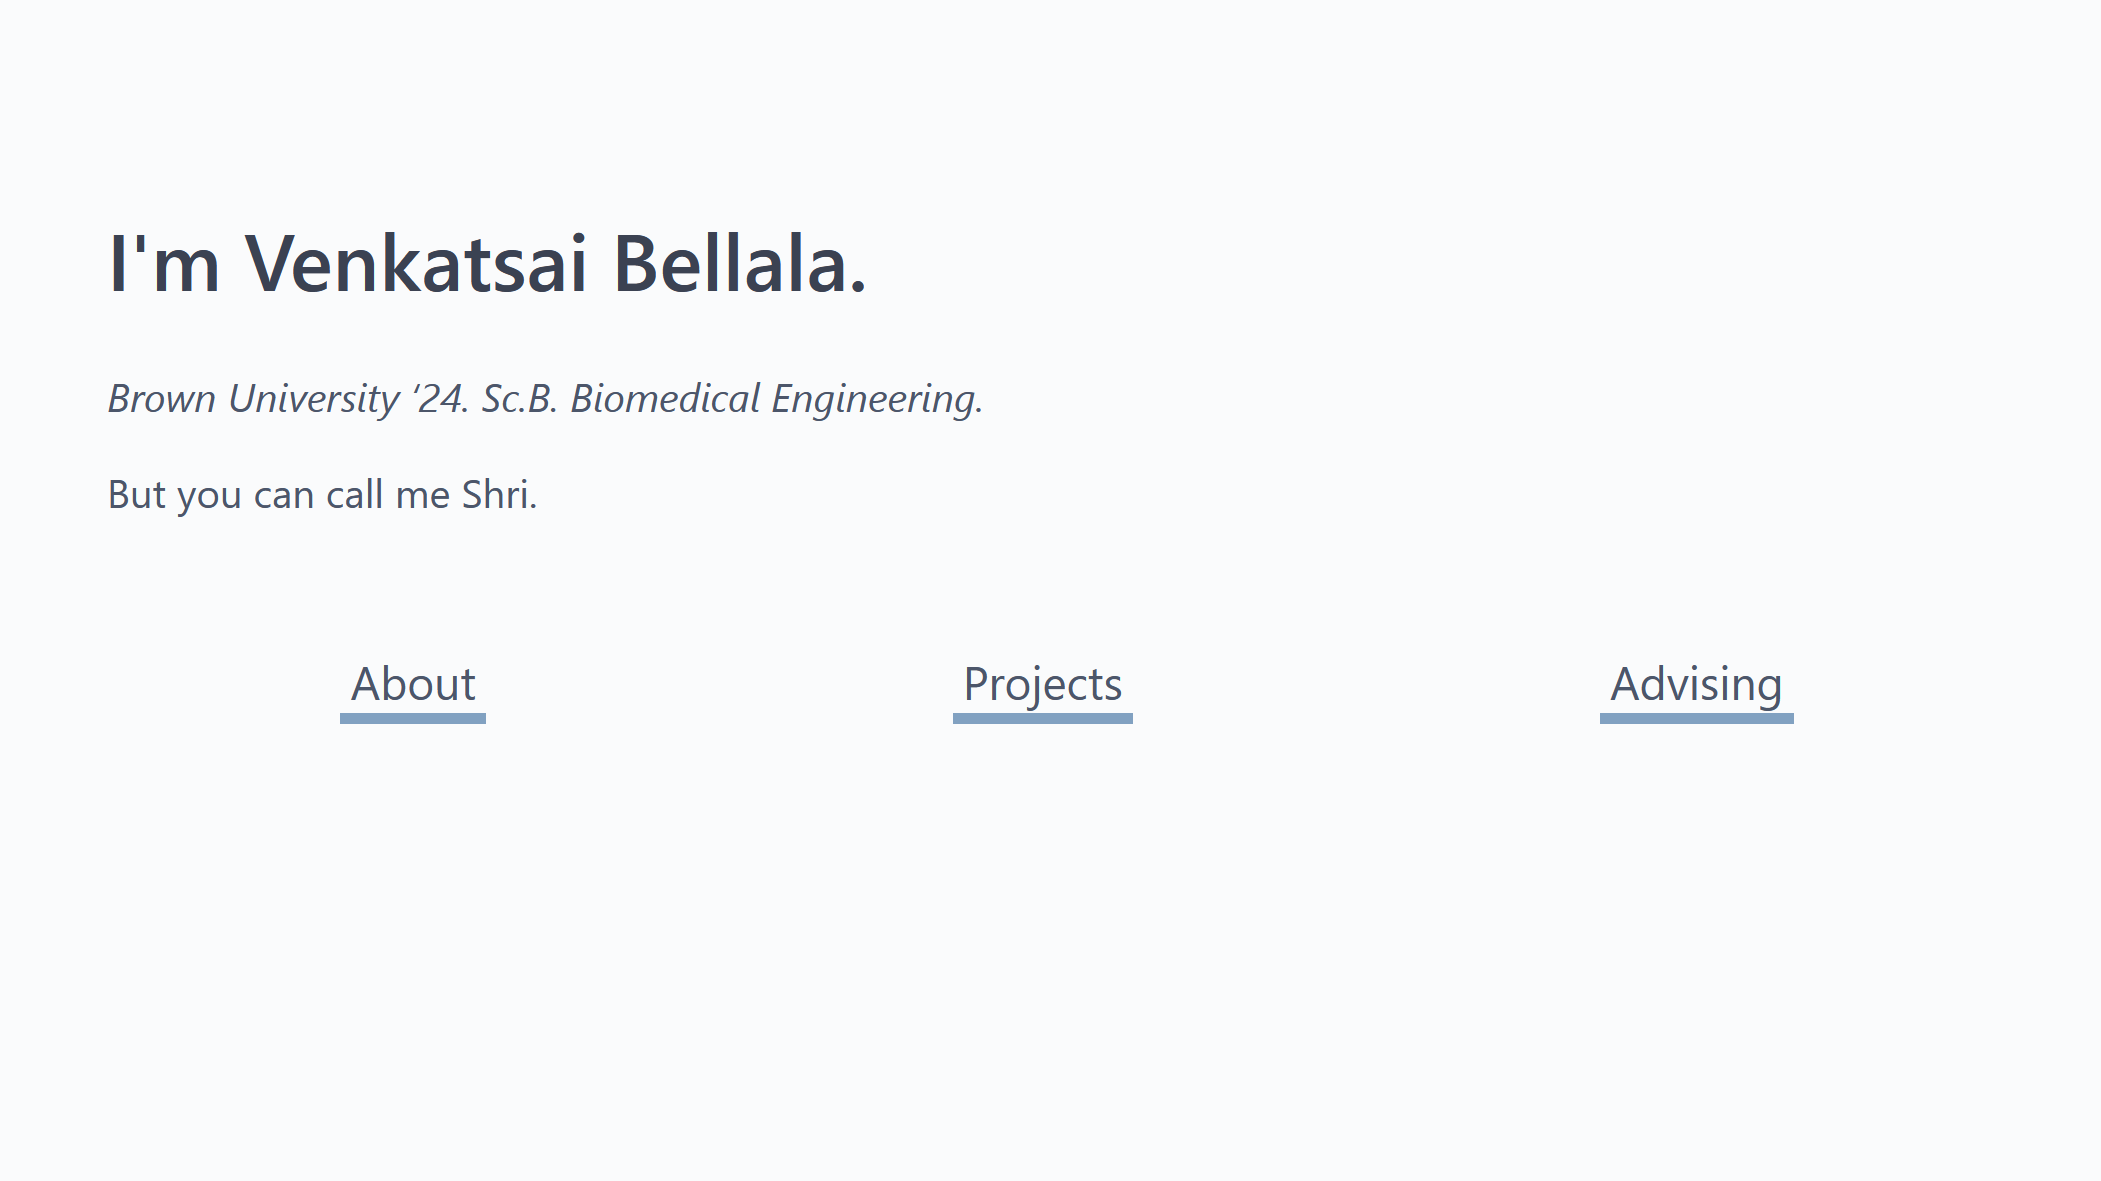 I'm Venkatsai Bellala.
Brown University ‘24. Sc.B. Biomedical Engineering.
But you can call me Shri.
About
Projects
Advising